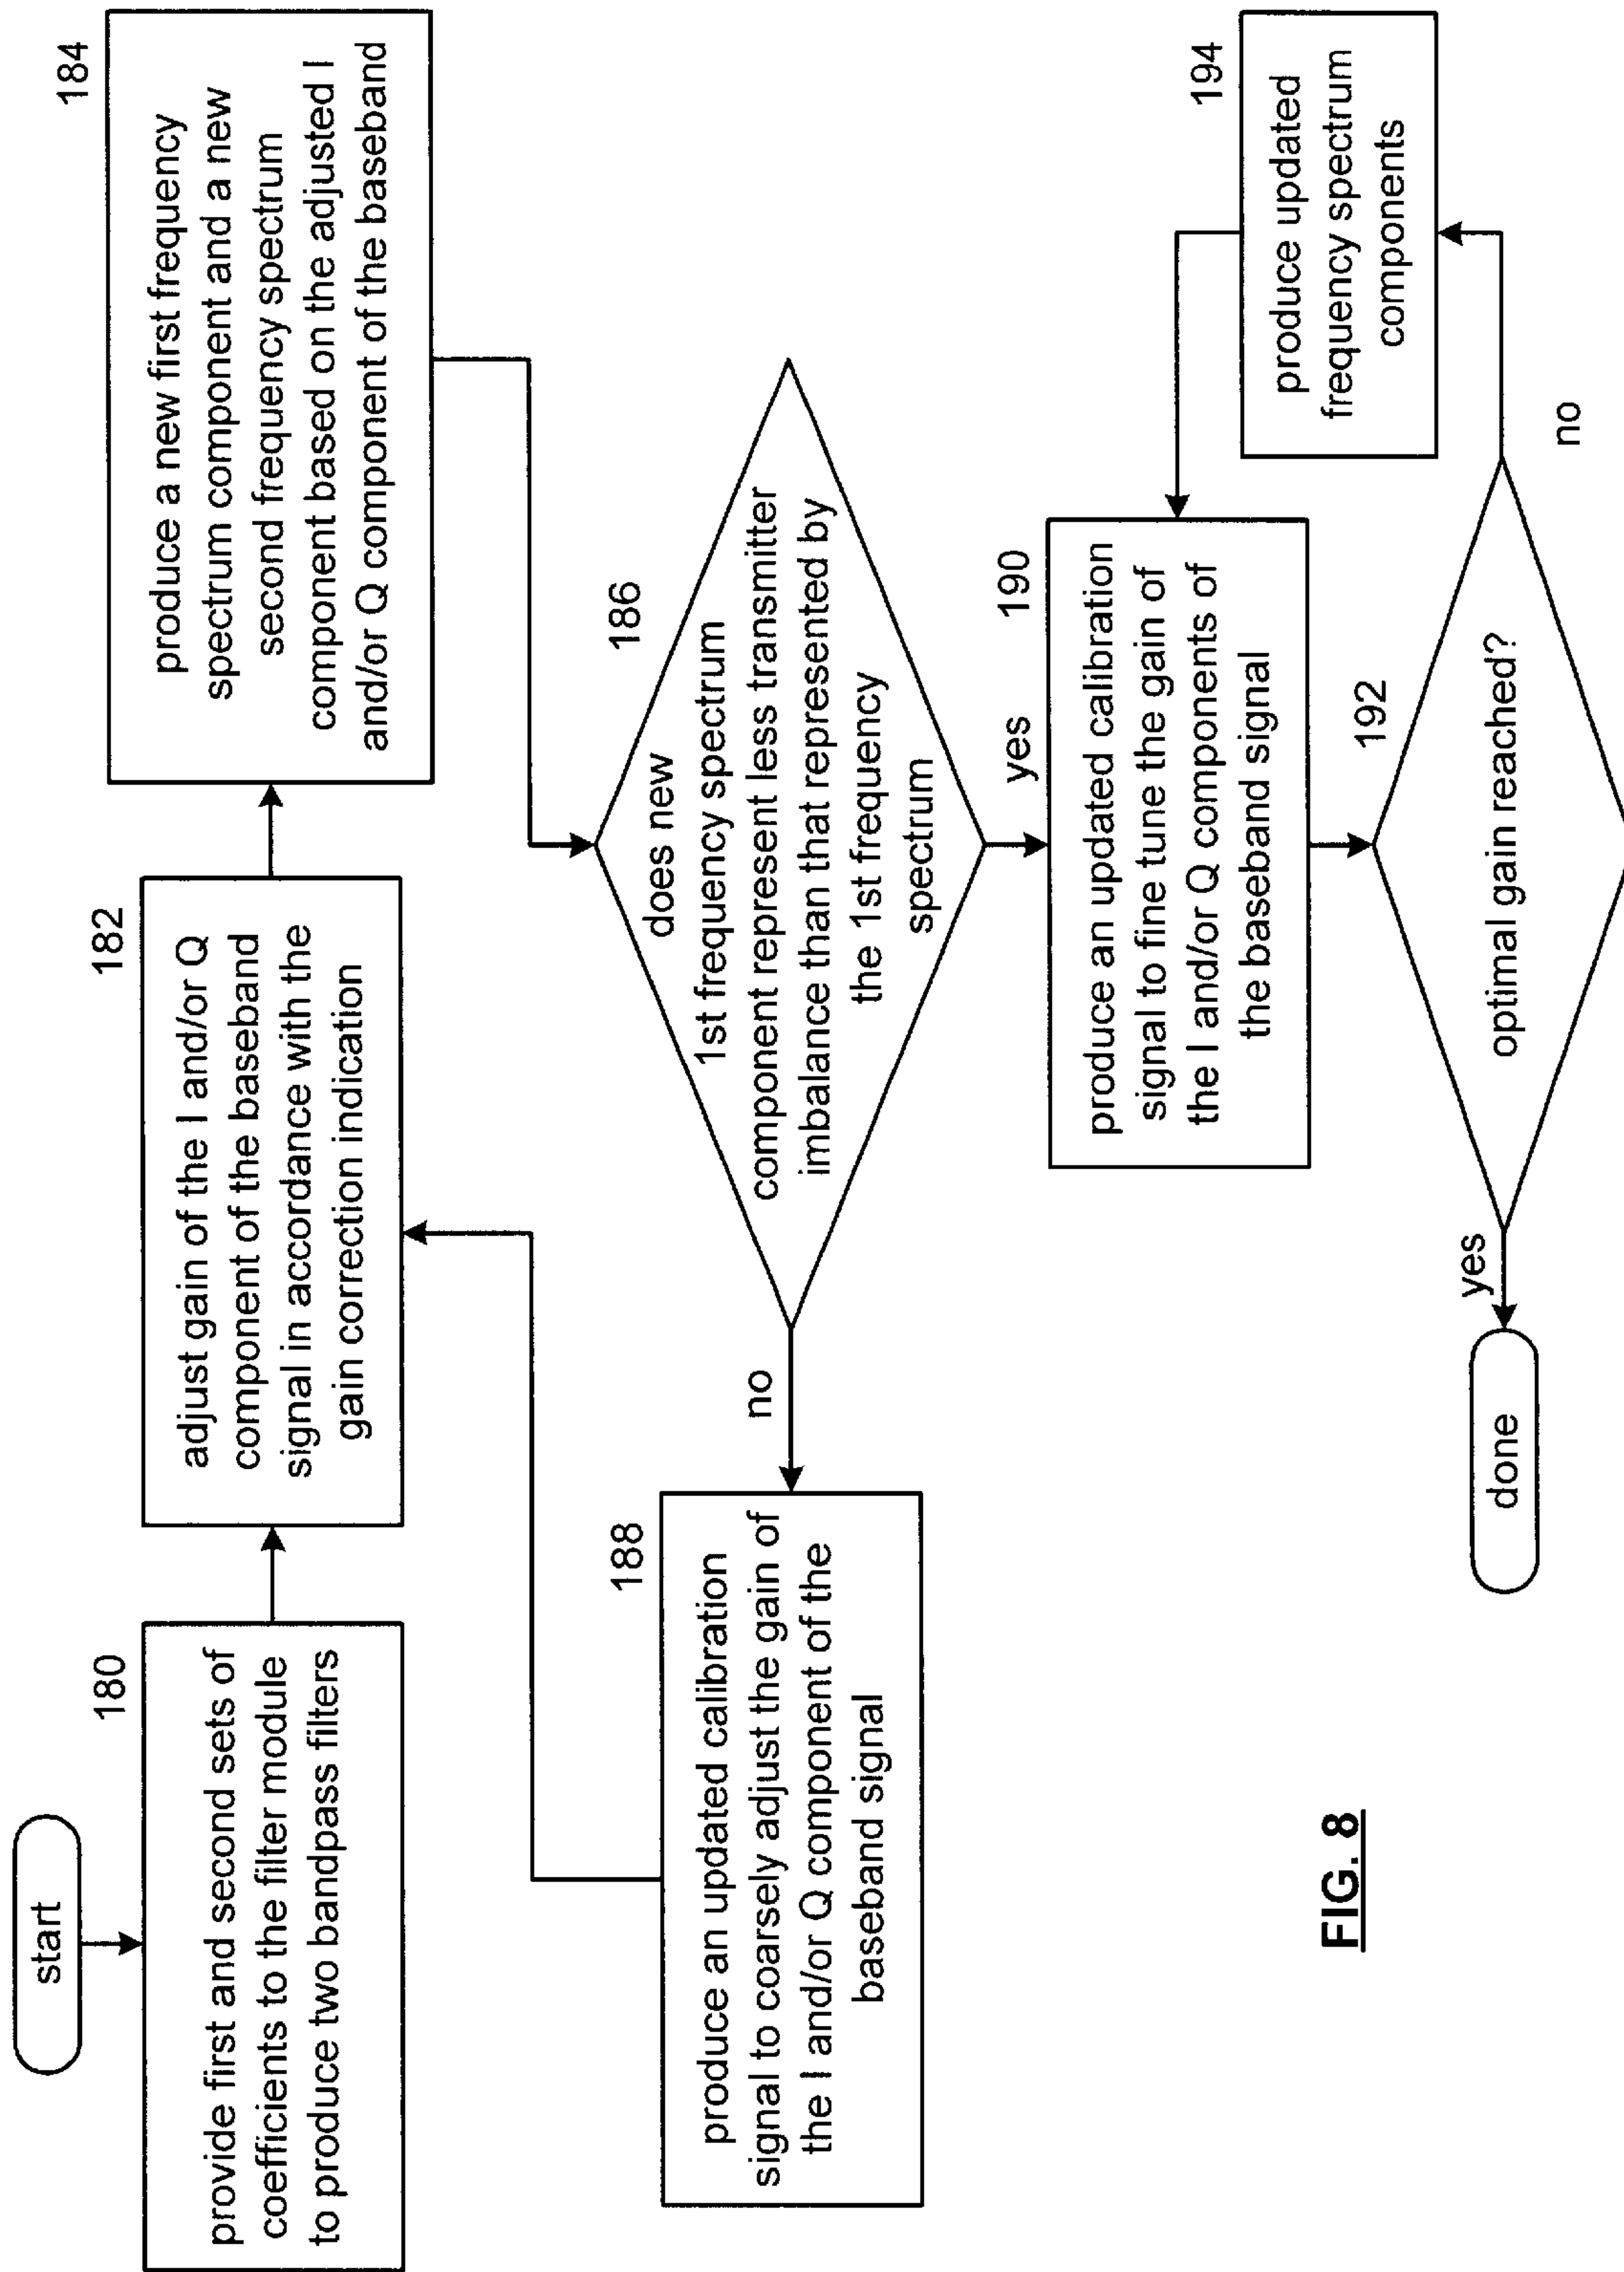 start
180
provide first and second sets of
coefficients to the filter module
to produce two bandpass filters
182
adjust gain of the I and/or Q
component of the baseband
signal in accordance with the
gain correction indication
184
produce a new first frequency
spectrum component and a new
second frequency spectrum
component based on the adjusted I
and/or Q component of the baseband
186
does new
1st frequency spectrum
component represent less transmitter
imbalance than that represented by
the 1st frequency
spectrum
no
yes
188
produce an updated calibration
signal to coarsely adjust the gain of
the I and/or Q component of the
baseband signal
190
produce an updated calibration
signal to fine tune the gain of
the I and/or Q components of
the baseband signal
192
optimal gain reached?
yes
done
no
194
produce updated
frequency spectrum
components
FIG. 8